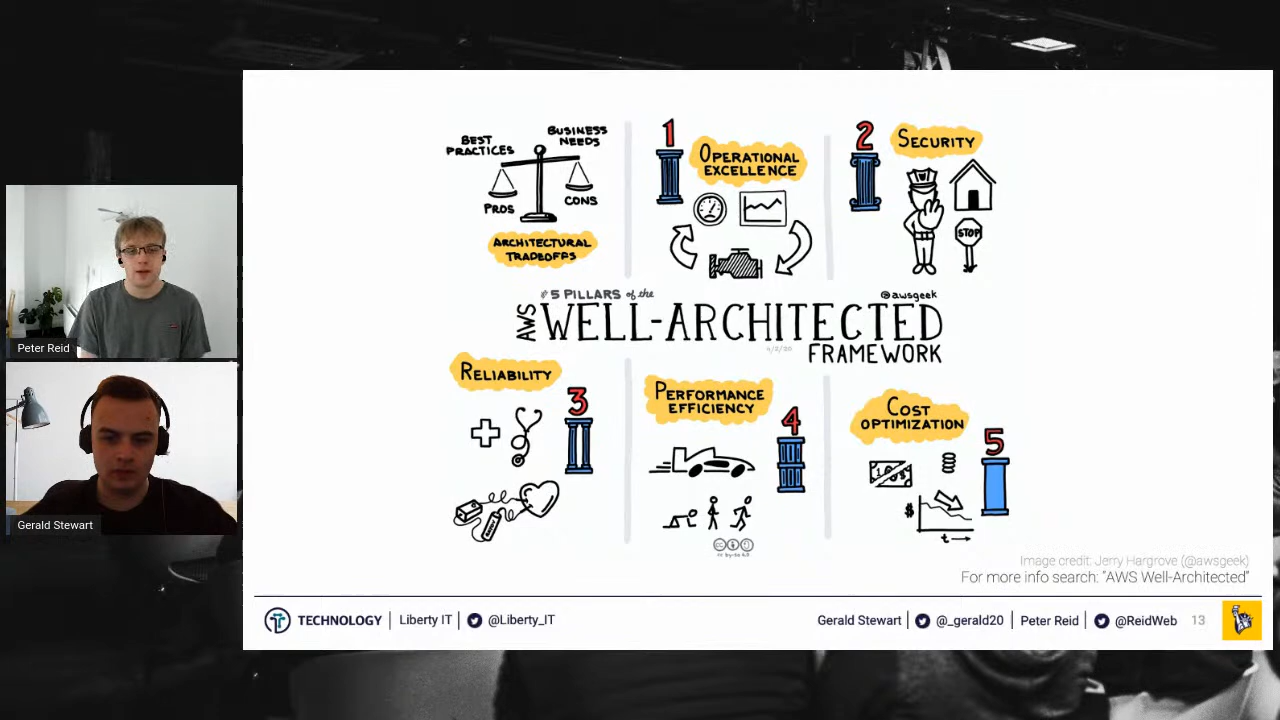 Peter Reid
Gerald Stewart
BEST
PRACTICES
BUSINESS
NEEDS
PROS
CONS
ARCHITECTURAL
TRADEOFFS
1
OPERATIONAL
EXCELLENCE
2
SECURITY
STOP
5 PILLARS of the
@awsgeek
AWS WELL-ARCHITECTED
FRAMEWORK
RELIABILITY
3
PERFORMANCE
EFFICIENCY
4
COST
OPTIMIZATION
5
$
t
Image credit: Jerry Hargrove (@awsgeek)
For more info search: "AWS Well-Architected"
TECHNOLOGY | Liberty IT | @Liberty_IT
Gerald Stewart | @_gerald20 | Peter Reid | @ReidWeb 13